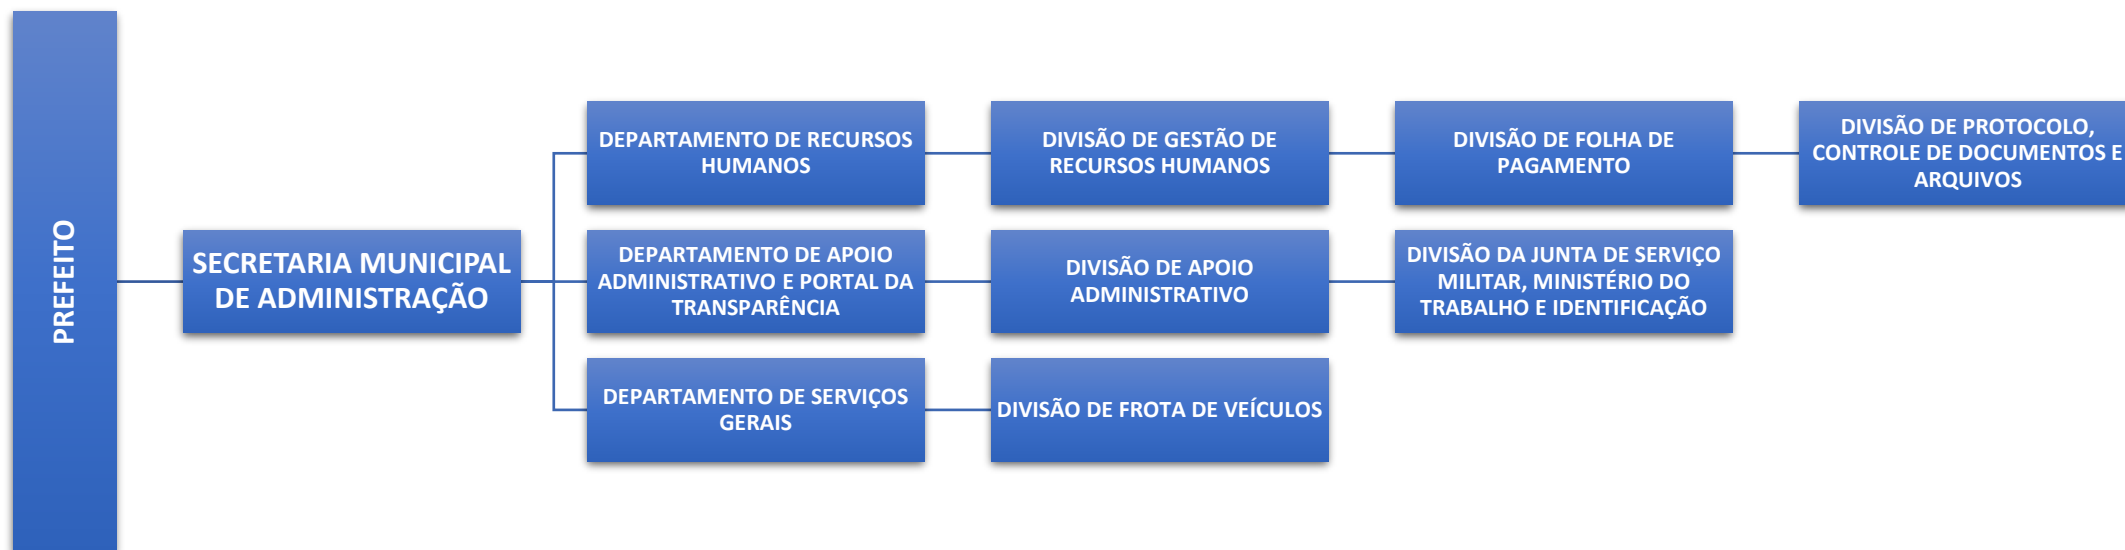 PREFEITO
SECRETARIA MUNICIPAL
DE ADMINISTRAÇÃO
DEPARTAMENTO DE RECURSOS
HUMANOS
DIVISÃO DE GESTÃO DE
RECURSOS HUMANOS
DIVISÃO DE FOLHA DE
PAGAMENTO
DIVISÃO DE PROTOCOLO,
CONTROLE DE DOCUMENTOS E
ARQUIVOS
DEPARTAMENTO DE APOIO
ADMINISTRATIVO E PORTAL DA
TRANSPARÊNCIA
DIVISÃO DE APOIO
ADMINISTRATIVO
DIVISÃO DA JUNTA DE SERVIÇO
MILITAR, MINISTÉRIO DO
TRABALHO E IDENTIFICAÇÃO
DEPARTAMENTO DE SERVIÇOS
GERAIS
DIVISÃO DE FROTA DE VEÍCULOS